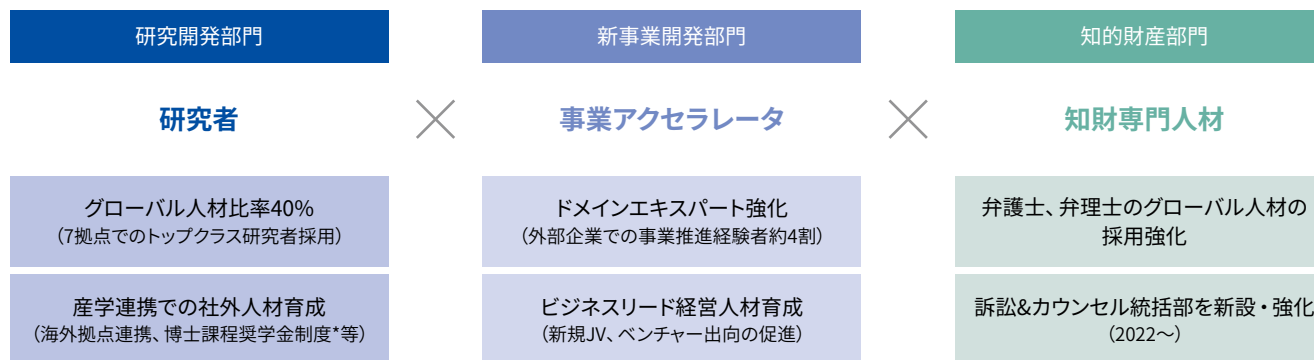 研究開発部門
研究者
グローバル人材比率40%
（7拠点でのトップクラス研究者採用）
産学連携での社外人材育成
（海外拠点連携、博士課程奨学金制度*等）
×
新事業開発部門
事業アクセラレータ
ドメインエキスパート強化
（外部企業での事業推進経験者約4割）
ビジネスリード経営人材育成
（新規JV、ベンチャー出向の促進）
×
知的財産部門
知財専門人材
弁護士、弁理士のグローバル人材の
採用強化
訴訟&カウンセル統括部を新設・強化
（2022〜）